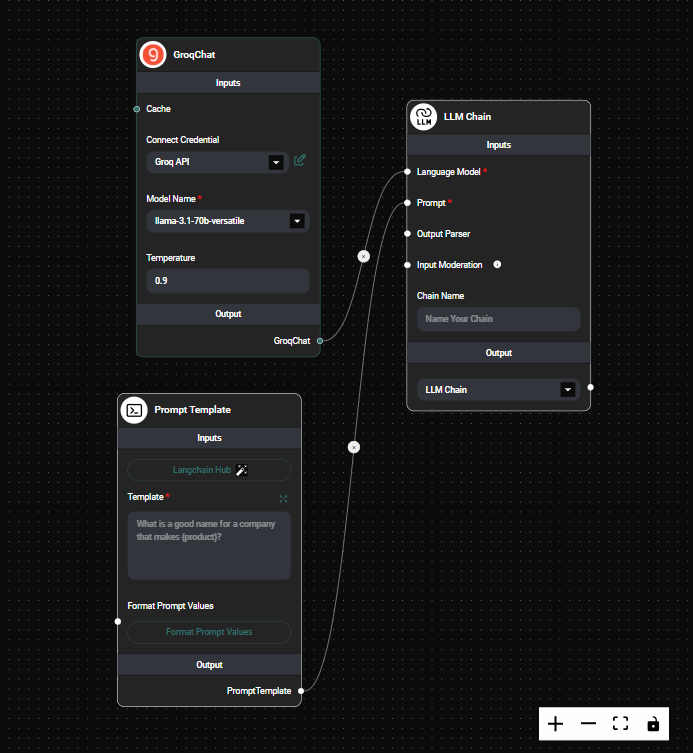 GroqChat
Inputs
Cache
Connect Credential
Groq API
Model Name *
llama-3.1-70b-versatile
Temperature
0.9
Output
GroqChat
LLM
LLM Chain
Inputs
Language Model *
Prompt *
Output Parser
Input Moderation
Chain Name
Name Your Chain
Output
LLM Chain
Prompt Template
Inputs
Langchain Hub
Template *
What is a good name for a company
that makes {product}?
Format Prompt Values
Format Prompt Values
Output
PromptTemplate